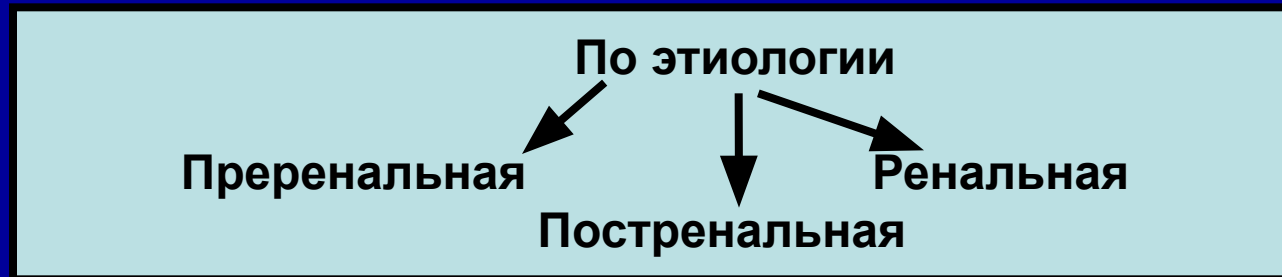 По этиологии
Преренальная Ренальная
Постренальная